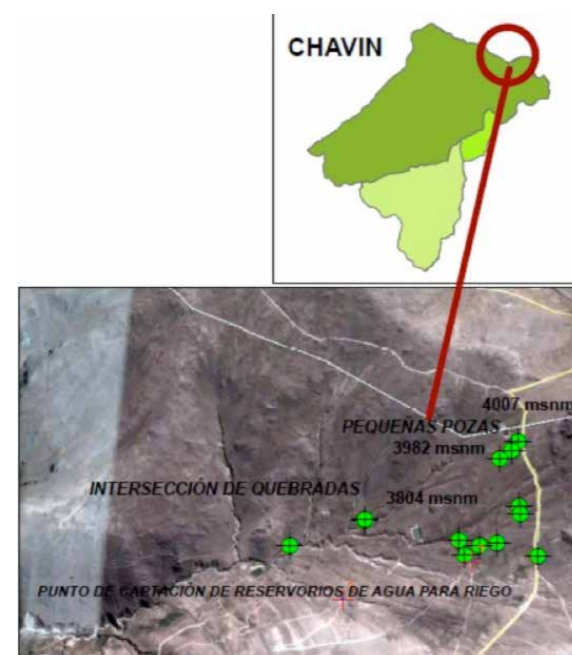 CHAVIN
4007 msnm
PEQUEÑAS POZAS
3982 msnm
INTERSECCIÓN DE QUEBRADAS
3804 msnm
PUNTO DE CAPTACIÓN DE RESERVORIOS DE AGUA PARA RIEGO